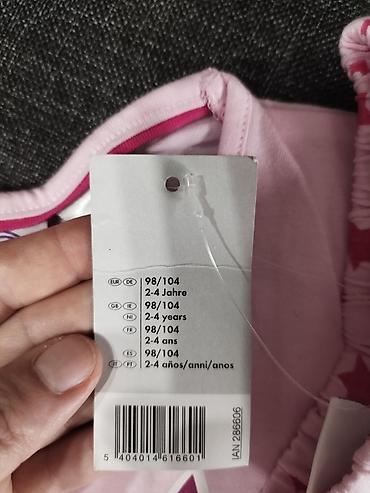 EUR DE 98/104
2-4 Jahre
GB IE 98/104
NI 2-4 years
FR 98/104
2-4 ans
ES 98/104
IT PT 2-4 años/anni/anos
IAN 286606
5 404014 616601